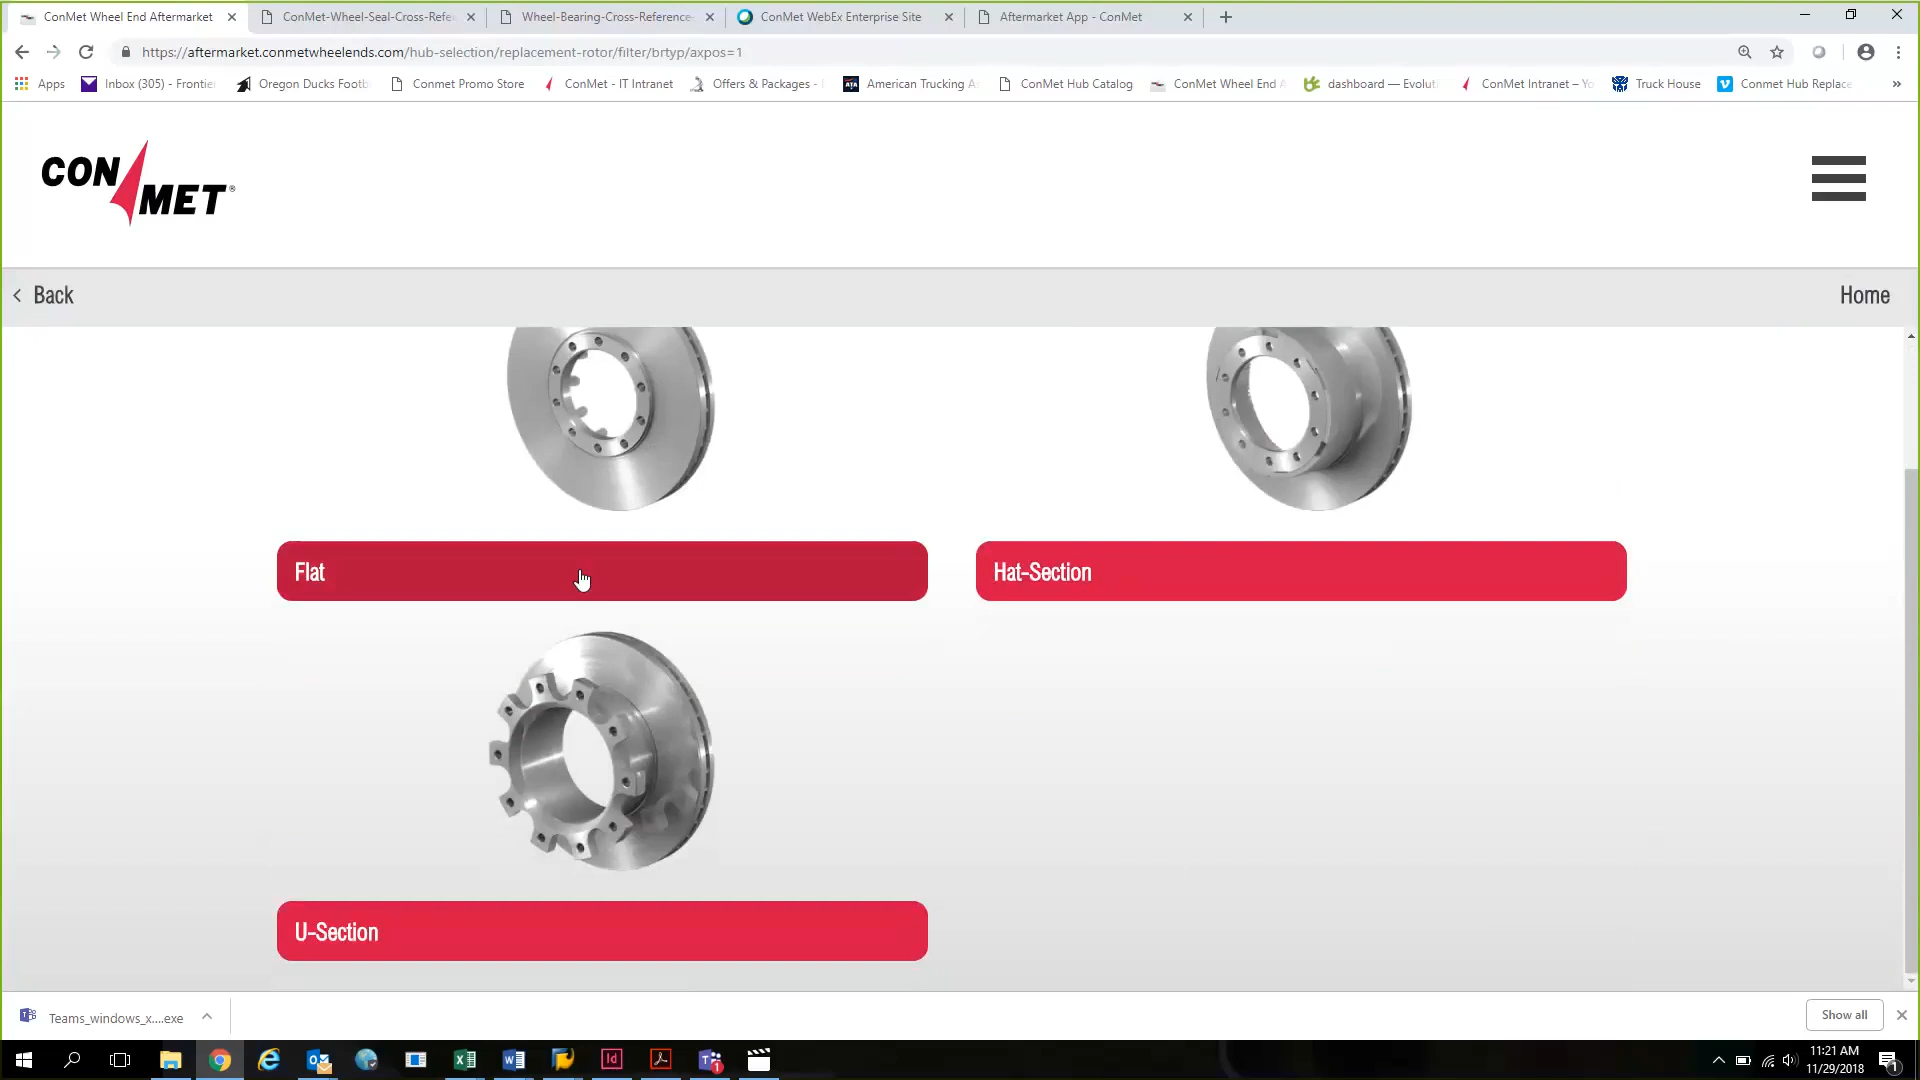 ConMet Wheel End Aftermarket
ConMet-Wheel-Seal-Cross-Refe
Wheel-Bearing-Cross-Reference-
ConMet WebEx Enterprise Site
Aftermarket App - ConMet
https://aftermarket.conmetwheelends.com/hub-selection/replacement-rotor/filter/brtyp/axpos=1
Apps
Inbox (305) - Frontier
Oregon Ducks Footb
Conmet Promo Store
ConMet - IT Intranet
Offers & Packages -
American Trucking A
ConMet Hub Catalog
ConMet Wheel End A
dashboard — Evoluti
ConMet Intranet – Yo
Truck House
Conmet Hub Replace
»
CON MET®
Back
Home
Flat
Hat-Section
U-Section
Teams_windows_x....exe
Show all
11:21 AM
11/29/2018